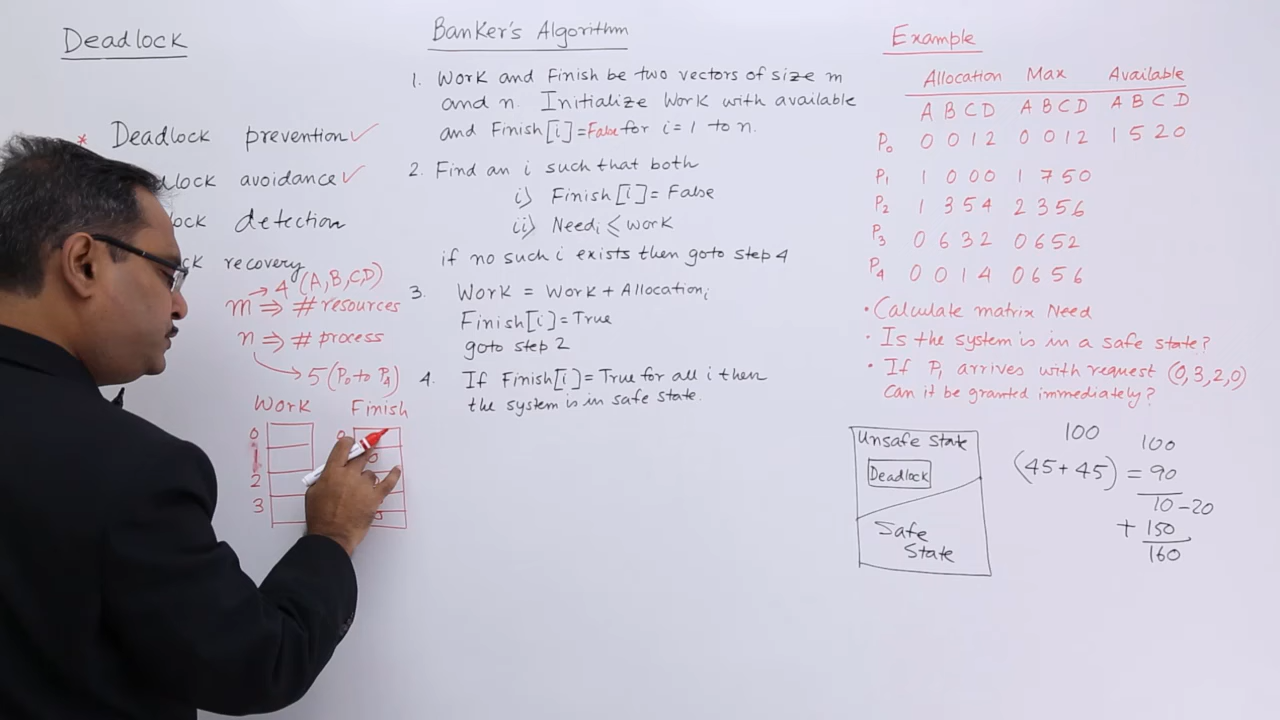 Deadlock
* Deadlock prevention ✓
lock avoidance ✓
lock detection
ck recovery
→ 4 (A,B,C,D)
m ⇒ # resources
n ⇒ # process
→ 5 (P0 to P4)
Work Finish
0
1
2
3
0
0
0
0
Banker's Algorithm
1. Work and Finish be two vectors of size m
and n. Initialize Work with available
and Finish[i]=False for i=1 to n.
2. Find an i such that both
i) Finish[i]=False
ii) Needi ≤ work
if no such i exists then goto step 4
3. Work = Work + Allocationi
Finish[i]=True
goto step 2
4. If Finish[i]=True for all i then
the system is in safe state.
Example
Allocation Max Available
A B C D A B C D A B C D
P0 0 0 1 2 0 0 1 2 1 5 2 0
P1 1 0 0 0 1 7 5 0
P2 1 3 5 4 2 3 5 6
P3 0 6 3 2 0 6 5 2
P4 0 0 1 4 0 6 5 6
• Calculate matrix Need
• Is the system is in a safe state?
• If P1 arrives with request (0,3,2,0)
Can it be granted immediately?
Unsafe State
Deadlock
Safe
State
100
(45+45) = 90
100
10-20
+ 150
160